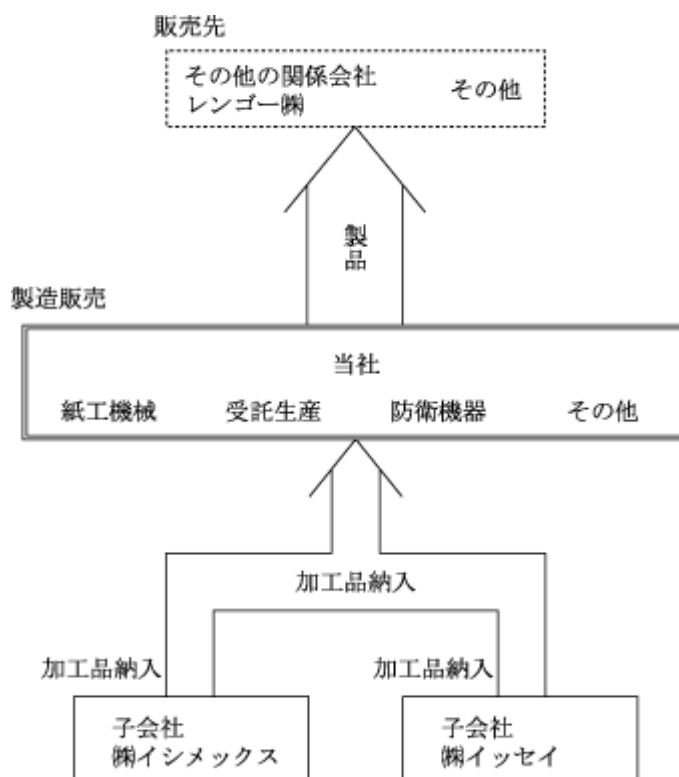 販売先
その他の関係会社
レンゴー㈱
その他
製品
製造販売
当社
紙工機械 受託生産 防衛機器 その他
加工品納入
加工品納入 加工品納入
子会社
㈱イシメックス
子会社
㈱イッセイ